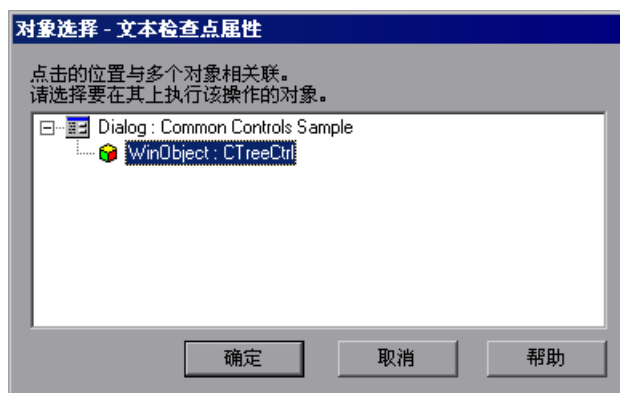 对象选择 - 文本检查点属性
点击的位置与多个对象相关联。
请选择要在其上执行该操作的对象。
Dialog : Common Controls Sample
WinObject : CTreeCtrl
确定 取消 帮助